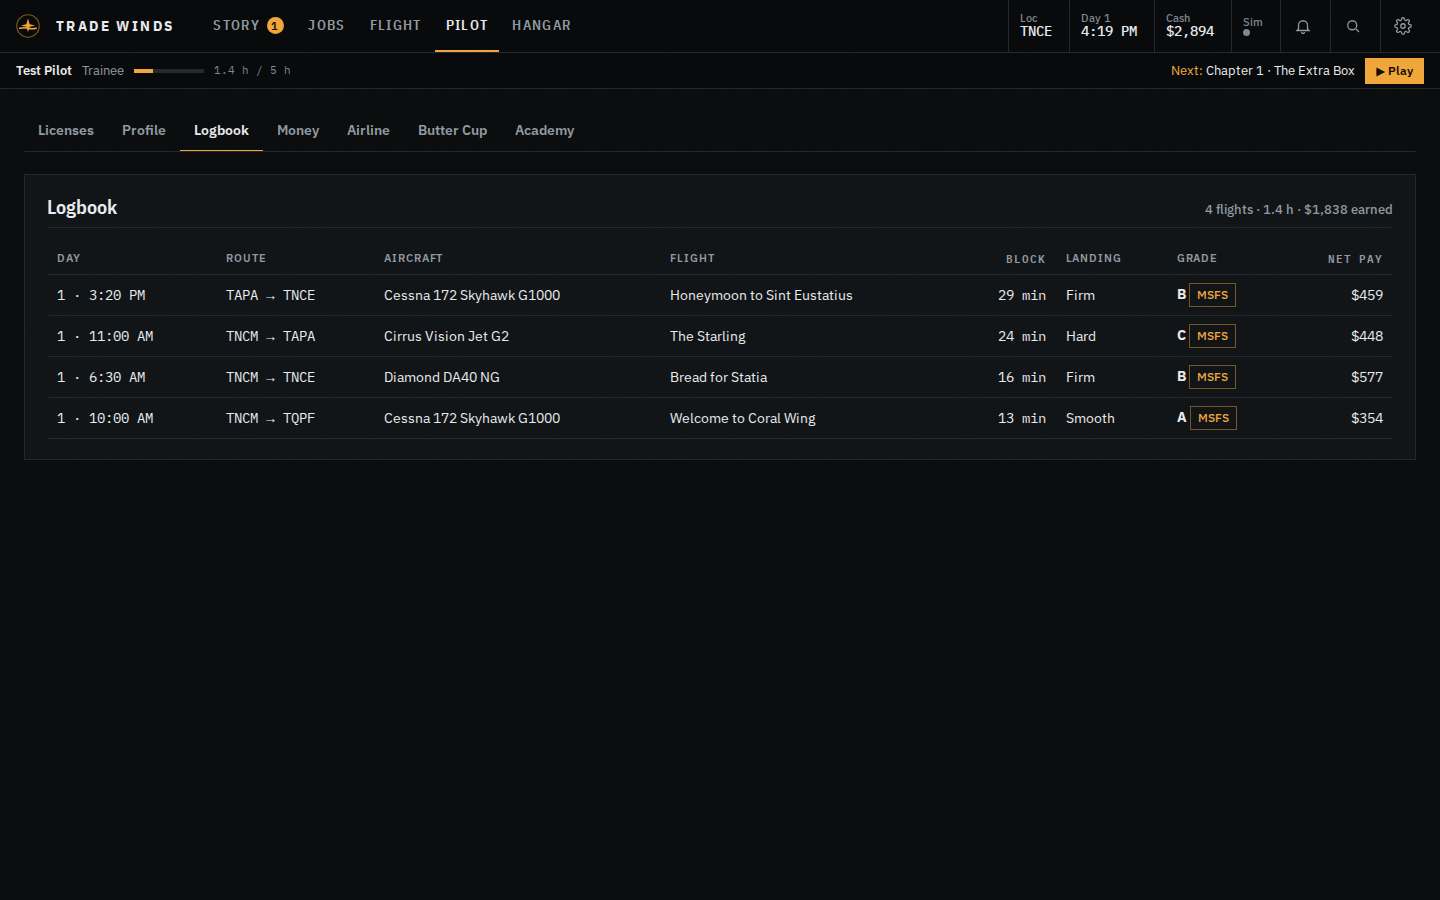 TRADE WINDS STORY 1 JOBS FLIGHT PILOT HANGAR Loc TNCE Day 1 4:19 PM Cash $2,894 Sim
Test Pilot Trainee 1.4 h / 5 h Next: Chapter 1 · The Extra Box ▶ Play
Licenses Profile Logbook Money Airline Butter Cup Academy
Logbook 4 flights · 1.4 h · $1,838 earned
DAY ROUTE AIRCRAFT FLIGHT BLOCK LANDING GRADE NET PAY
1 · 3:20 PM TAPA → TNCE Cessna 172 Skyhawk G1000 Honeymoon to Sint Eustatius 29 min Firm B MSFS $459
1 · 11:00 AM TNCM → TAPA Cirrus Vision Jet G2 The Starling 24 min Hard C MSFS $448
1 · 6:30 AM TNCM → TNCE Diamond DA40 NG Bread for Statia 16 min Firm B MSFS $577
1 · 10:00 AM TNCM → TQPF Cessna 172 Skyhawk G1000 Welcome to Coral Wing 13 min Smooth A MSFS $354